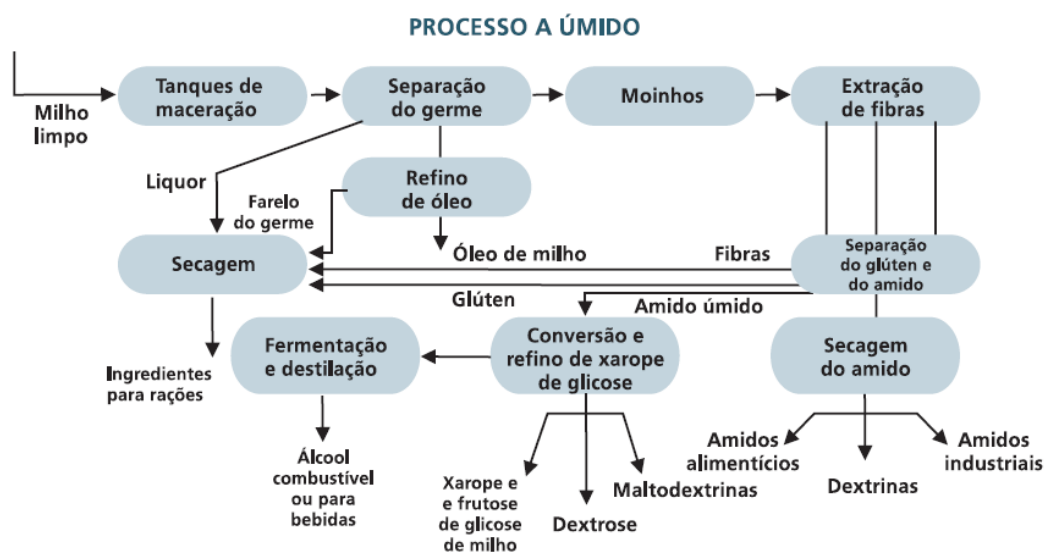 PROCESSO A ÚMIDO
Milho
limpo
Tanques de
maceração
Separação
do germe
Moinhos
Extração
de fibras
Liquor
Farelo
do germe
Refino
de óleo
Secagem
Óleo de milho
Fibras
Glúten
Separação
do glúten e
do amido
Amido úmido
Ingredientes
para rações
Fermentação
e destilação
Conversão e
refino de xarope
de glicose
Secagem
do amido
Álcool
combustível
ou para
bebidas
Xarope e
e frutose
de glicose
de milho
Dextrose
Maltodextrinas
Amidos
alimentícios
Dextrinas
Amidos
industriais